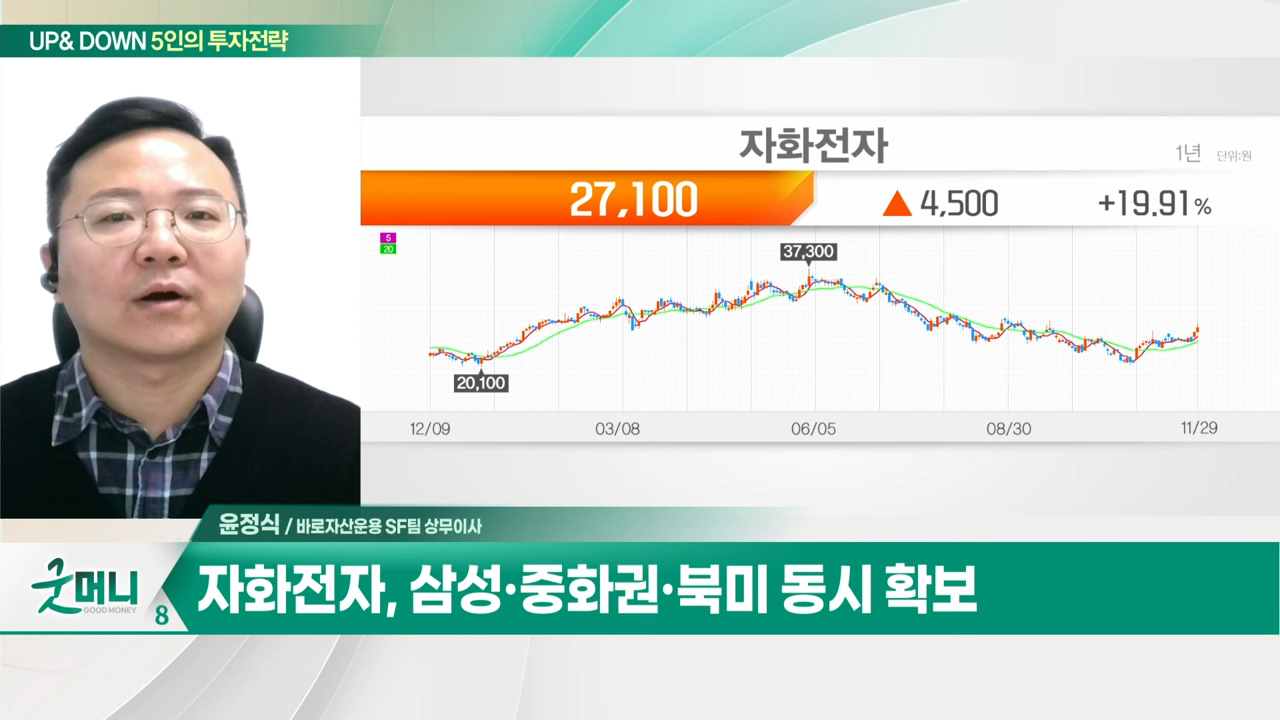 UP& DOWN 5인의 투자전략
자화전자
1년 단위:원
27,100 ▲ 4,500 +19.91%
5
20
37,300
20,100
12/09 03/08 06/05 08/30 11/29
윤정식 / 바로자산운용 SF팀 상무이사
굿머니
GOOD MONEY
8
자화전자, 삼성·중화권·북미 동시 확보